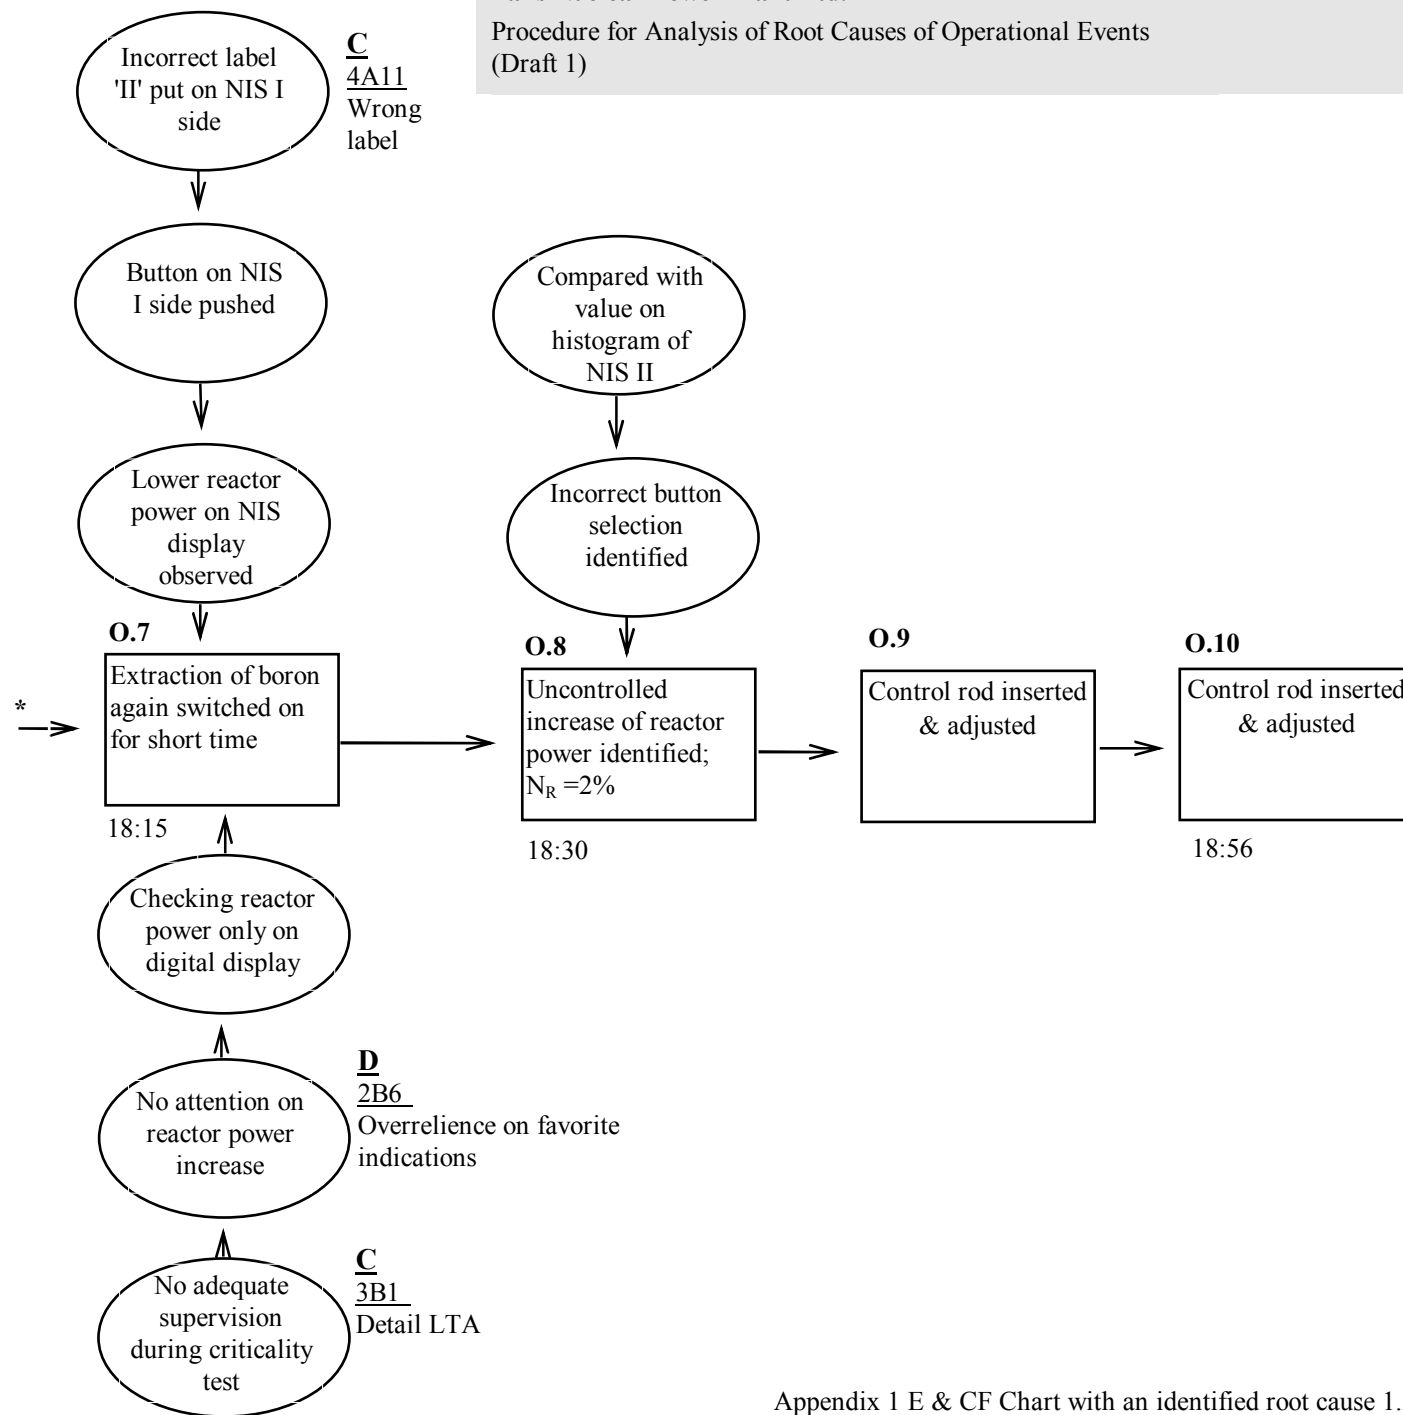 Procedure for Analysis of Root Causes of Operational Events
(Draft 1)
Incorrect label
'II' put on NIS I
side
C
4A11
Wrong
label
Button on NIS
I side pushed
Compared with
value on
histogram of
NIS II
Lower reactor
power on NIS
display
observed
Incorrect button
selection
identified
O.7
Extraction of boron
again switched on
for short time
18:15
*
O.8
Uncontrolled
increase of reactor
power identified;
N_R =2%
18:30
O.9
Control rod inserted
& adjusted
O.10
Control rod inserted
& adjusted
18:56
Checking reactor
power only on
digital display
No attention on
reactor power
increase
D
2B6
Overrelience on favorite
indications
No adequate
supervision
during criticality
test
C
3B1
Detail LTA
Appendix 1 E & CF Chart with an identified root cause 1.